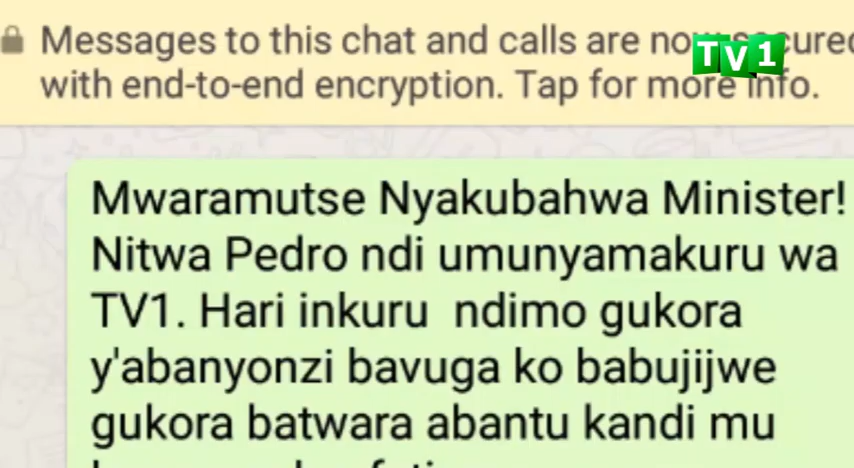 Messages to this chat and calls are now secured
with end-to-end encryption. Tap for more info.
TV1
Mwaramutse Nyakubahwa Minister!
Nitwa Pedro ndi umunyamakuru wa
TV1. Hari inkuru ndimo gukora
y'abanyonzi bavuga ko babujijwe
gukora batwara abantu kandi mu